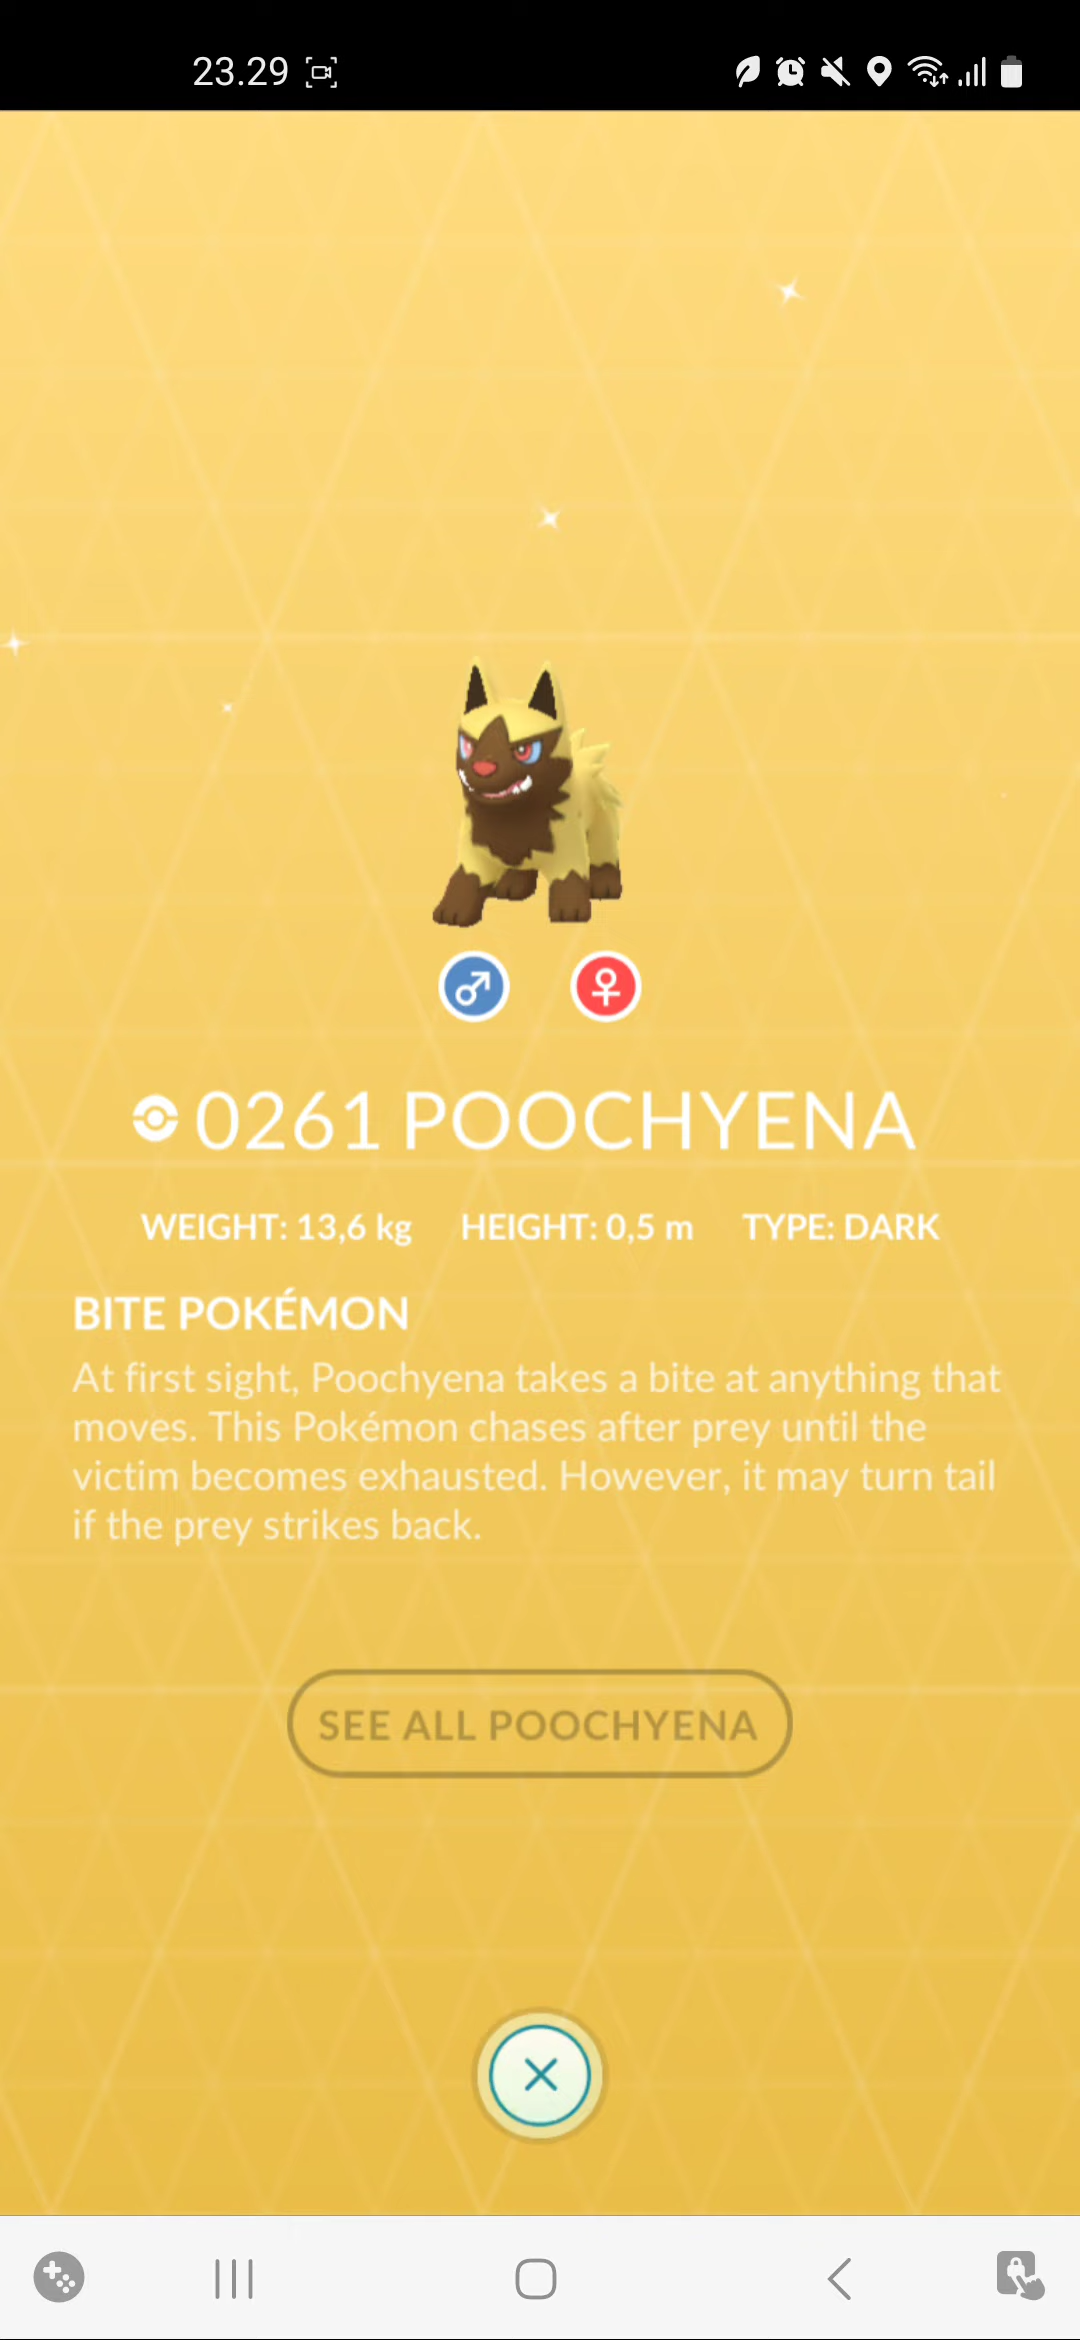 23.29
0261 POOCHYENA
WEIGHT: 13,6 kg HEIGHT: 0,5 m TYPE: DARK
BITE POKÉMON
At first sight, Poochyena takes a bite at anything that
moves. This Pokémon chases after prey until the
victim becomes exhausted. However, it may turn tail
if the prey strikes back.
SEE ALL POOCHYENA